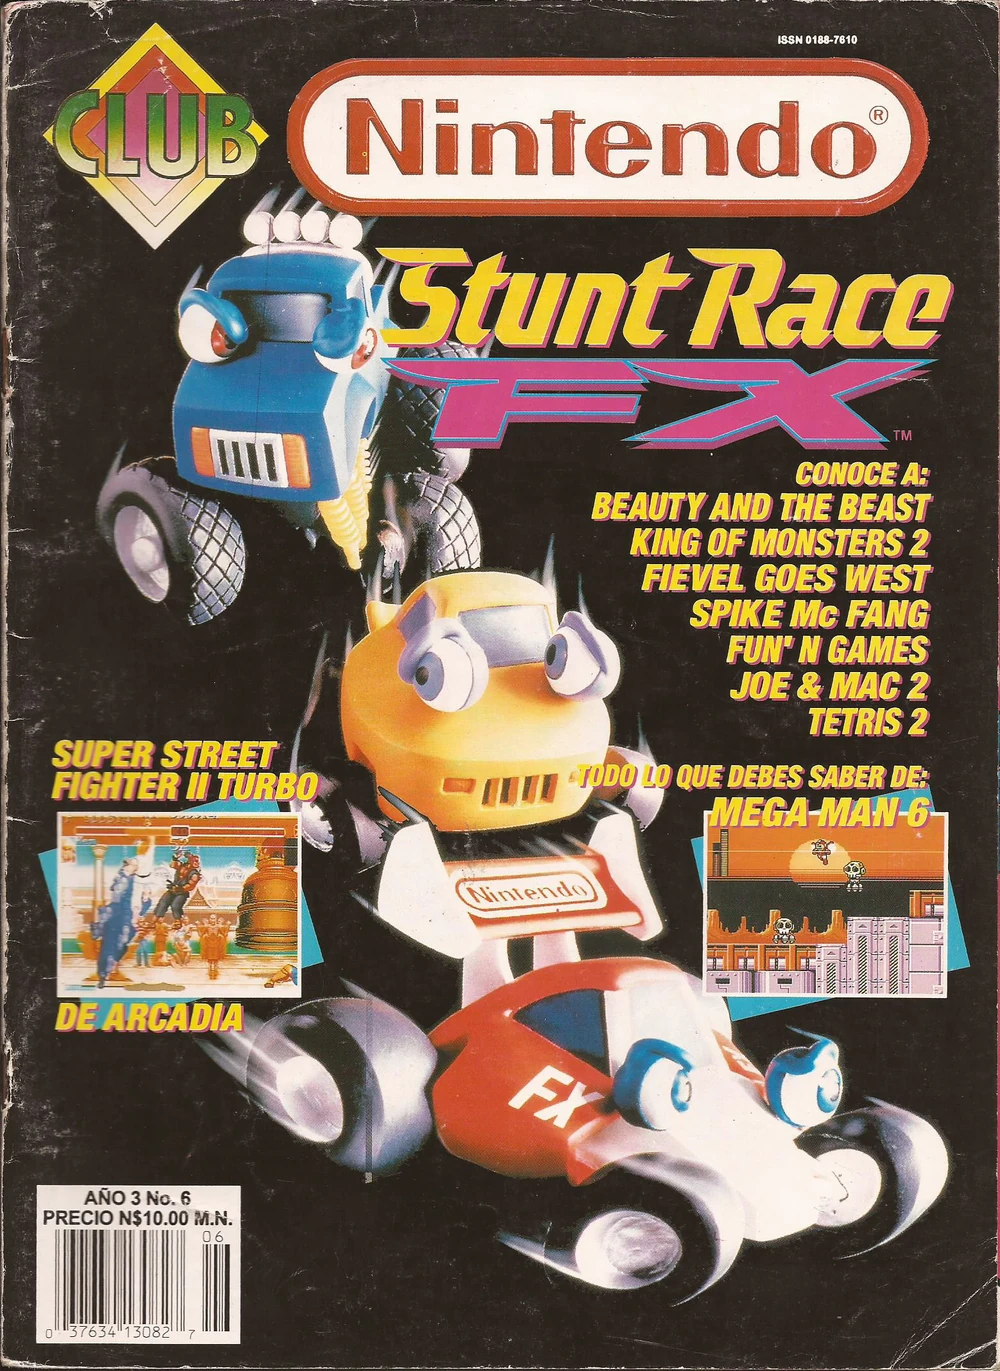 ISSN 0188-7610
CLUB
Nintendo®
Stunt Race
FX™
CONOCE A:
BEAUTY AND THE BEAST
KING OF MONSTERS 2
FIEVEL GOES WEST
SPIKE Mc FANG
FUN' N GAMES
JOE & MAC 2
TETRIS 2
SUPER STREET
FIGHTER II TURBO
DE ARCADIA
TODO LO QUE DEBES SABER DE:
MEGA MAN 6
Nintendo
FX
AÑO 3 No. 6
PRECIO N$10.00 M.N.
06
0 37634 13082 7